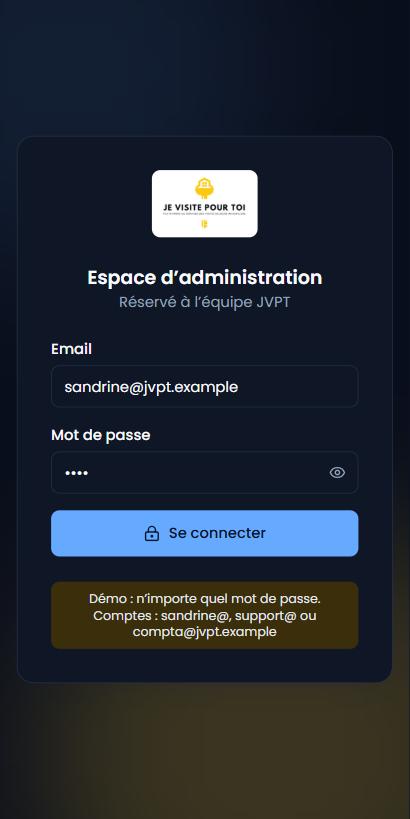 JE VISITE POUR TOI
Espace d’administration
Réservé à l’équipe JVPT
Email
sandrine@jvpt.example
Mot de passe
••••
Se connecter
Démo : n’importe quel mot de passe.
Comptes : sandrine@, support@ ou
compta@jvpt.example